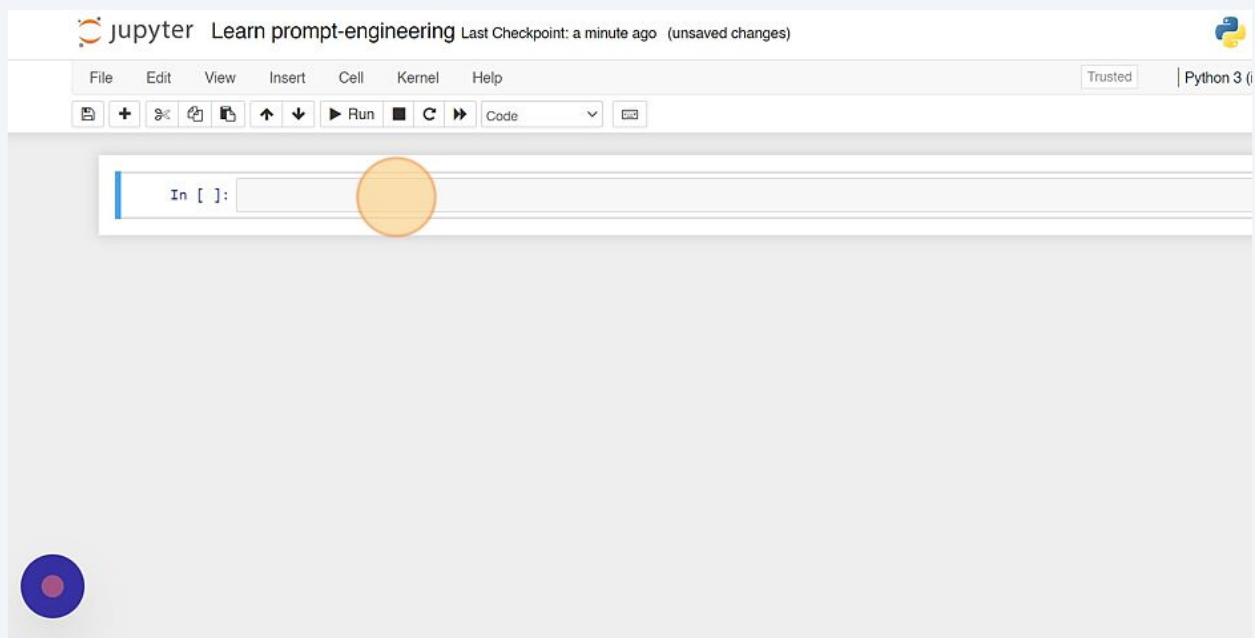 jupyter Learn prompt-engineering Last Checkpoint: a minute ago (unsaved changes)
File Edit View Insert Cell Kernel Help Trusted Python 3 (i
Run Code
In [ ]: